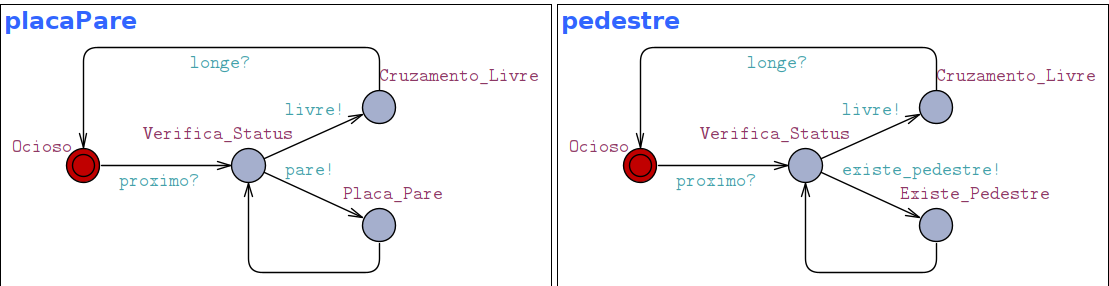 placaPare
longe?
Cruzamento_Livre
livre!
Verifica_Status
Ocioso
proximo?
pare!
Placa_Pare
pedestre
longe?
Cruzamento_Livre
livre!
Verifica_Status
Ocioso
proximo?
existe_pedestre!
Existe_Pedestre